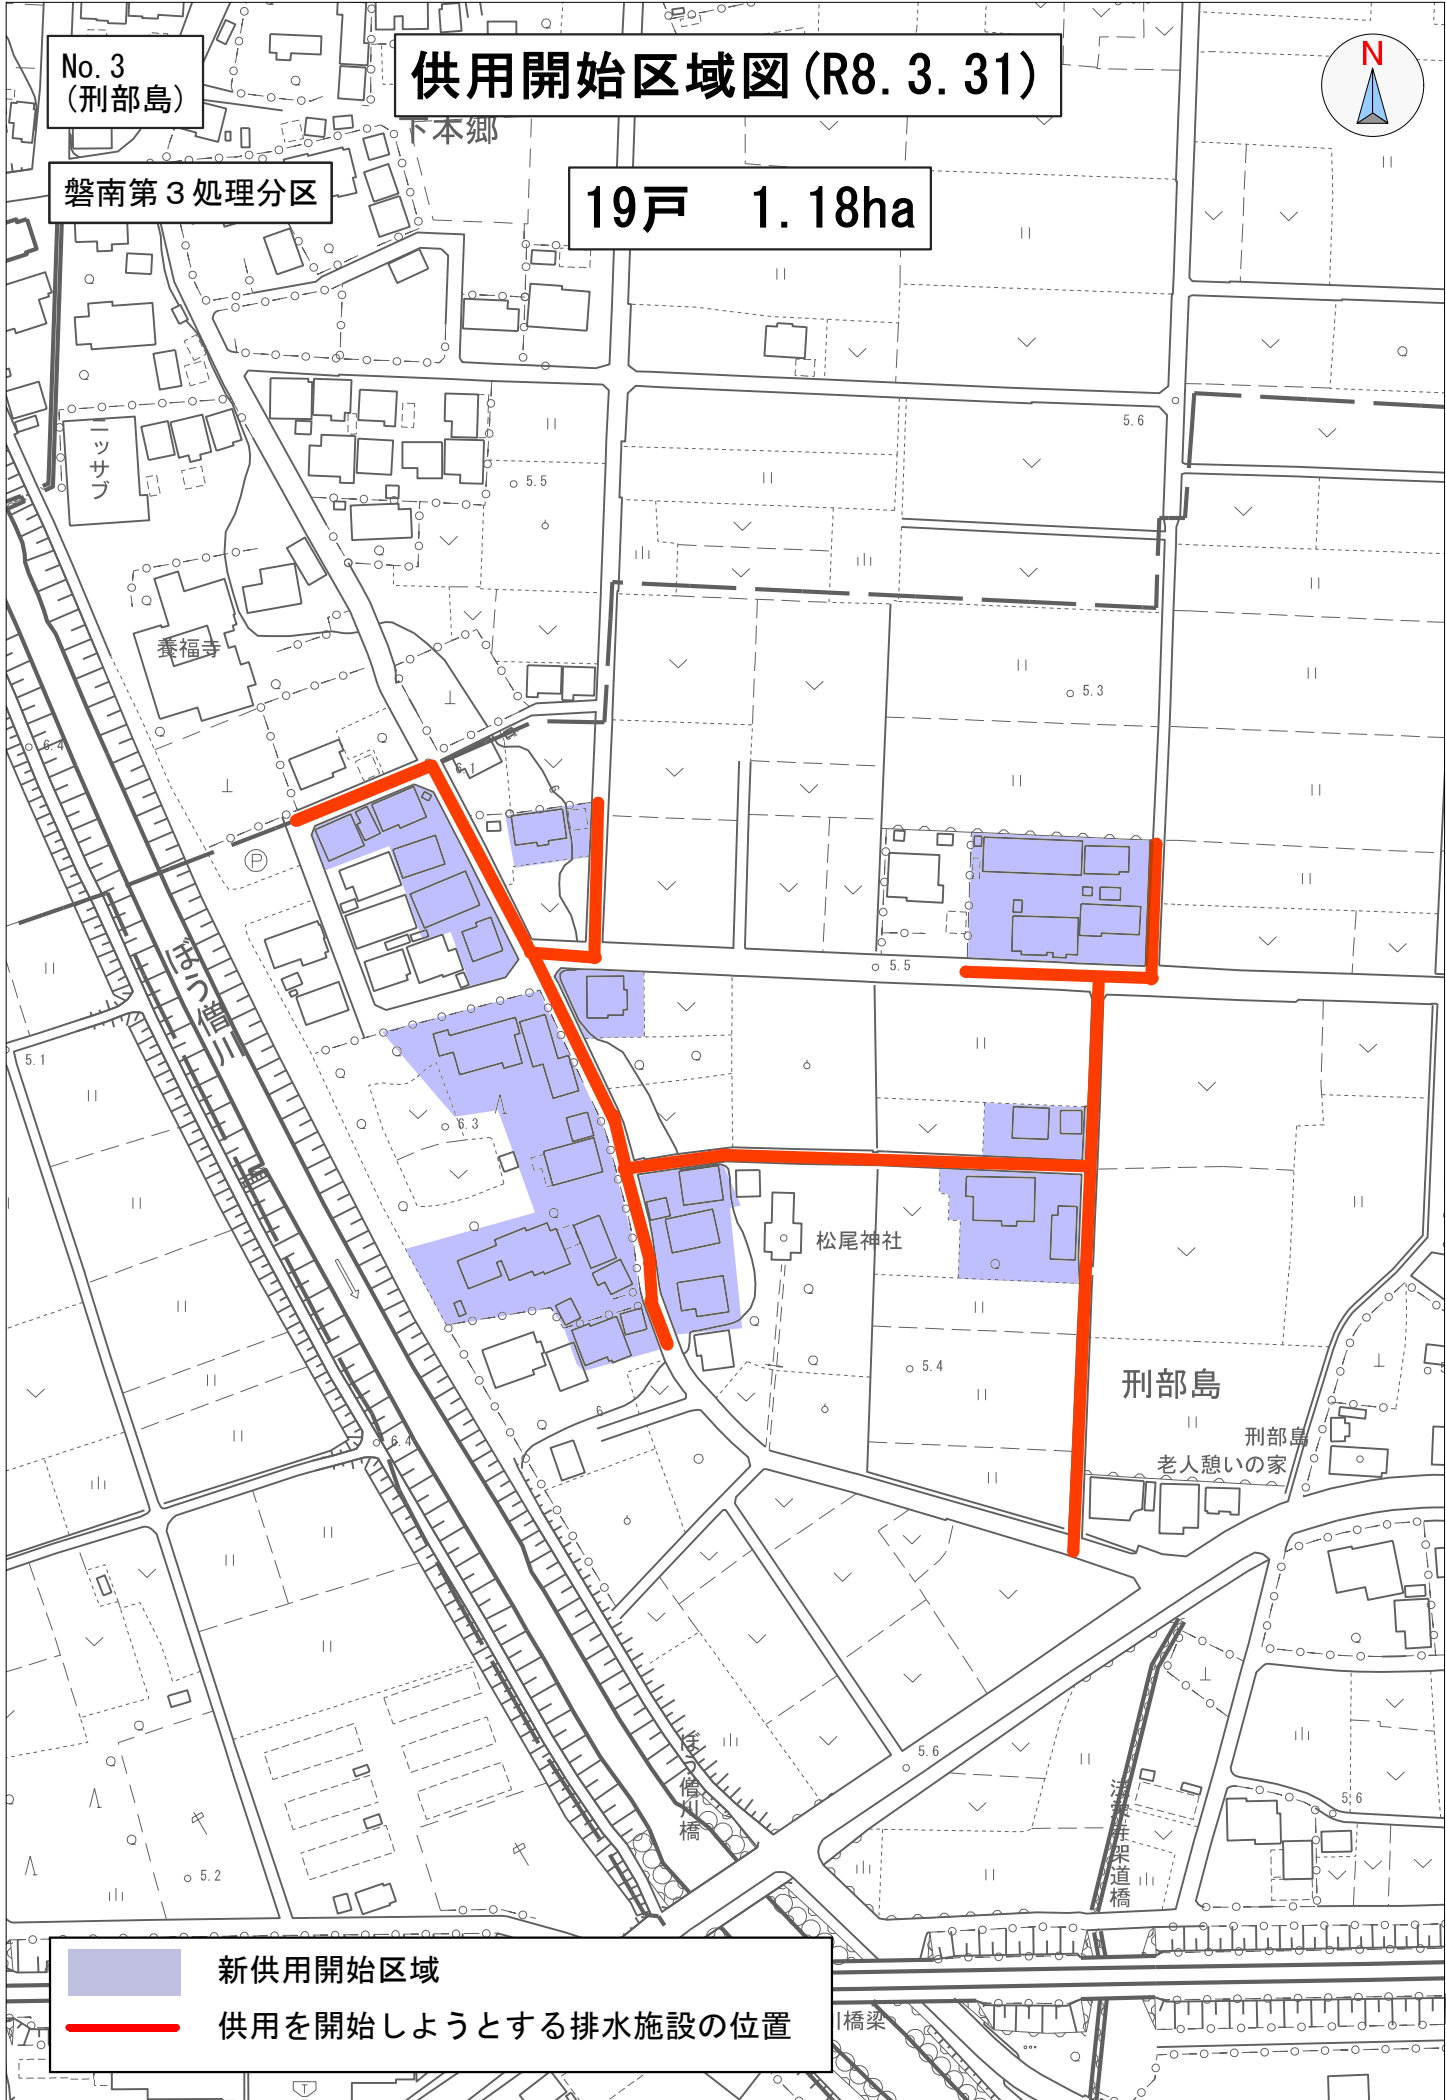 No.3
(刑部島)
供用開始区域図(R8.3.31)
N
下本郷
磐南第3処理分区
19戸 1.18ha
ニッサブ
5.6
5.5
養福寺
5.3
6.4
6.1
P
ぼう僧川
5.5
5.1
6.3
松尾神社
5.4
刑部島
6
刑部島
老人憩いの家
6.4
ぼう僧川橋
5.6
5.6
5.2
架道橋
新供用開始区域
供用を開始しようとする排水施設の位置
川橋梁